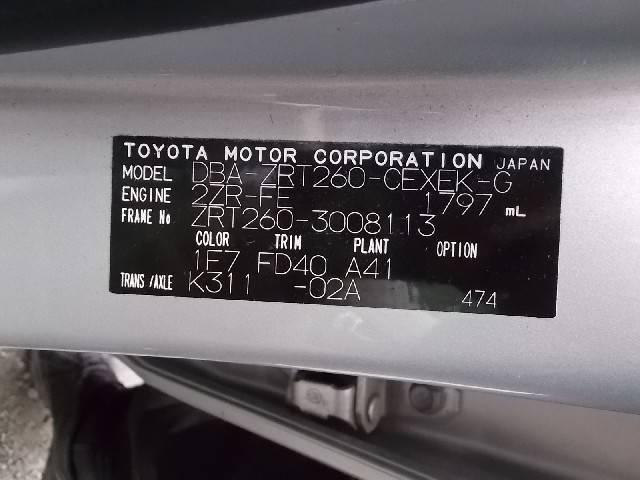 TOYOTA MOTOR CORPORATION JAPAN
MODEL DBA-ZRT260-CEXEK-G
ENGINE 2ZR-FE 1797 mL
FRAME No ZRT260-3008113
COLOR TRIM PLANT OPTION
1F7 FD40 A41
TRANS/AXLE K311 -02A 474